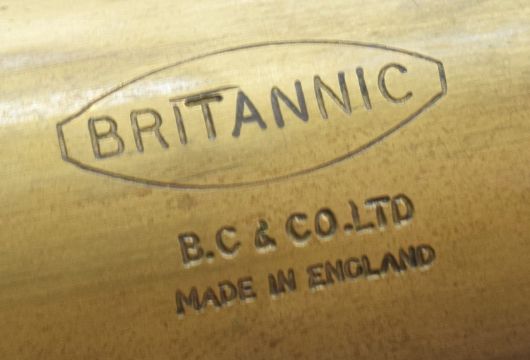 BRITANNIC
B.C & CO.LTD
MADE IN ENGLAND